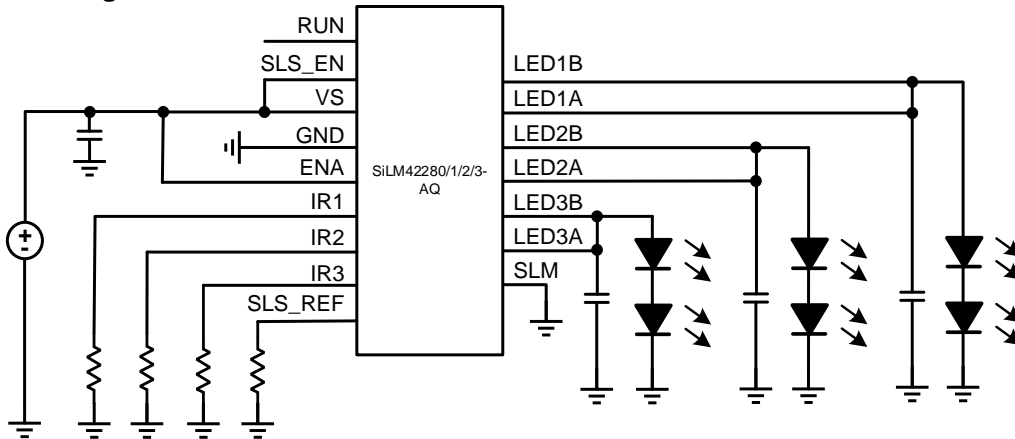 g
RUN
SLS_EN
VS
GND
ENA
IR1
IR2
IR3
SLS_REF
SiLM42280/1/2/3-
AQ
LED1B
LED1A
LED2B
LED2A
LED3B
LED3A
SLM
+
-